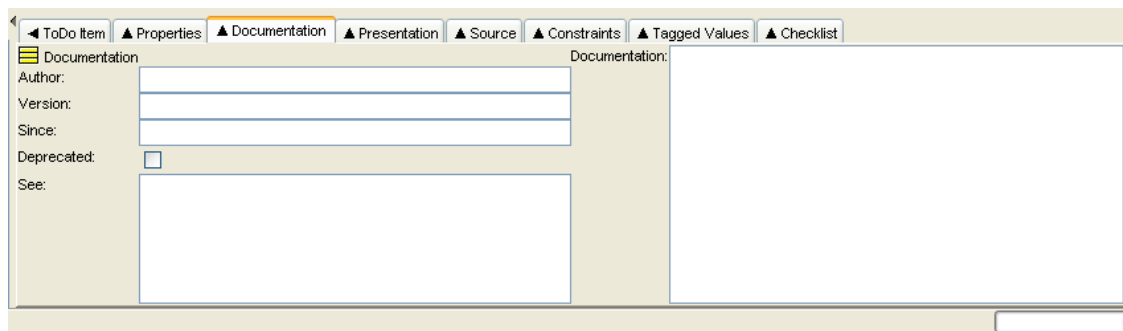 ToDo Item Properties Documentation Presentation Source Constraints Tagged Values Checklist
Documentation
Author:
Version:
Since:
Deprecated:
See:
Documentation: